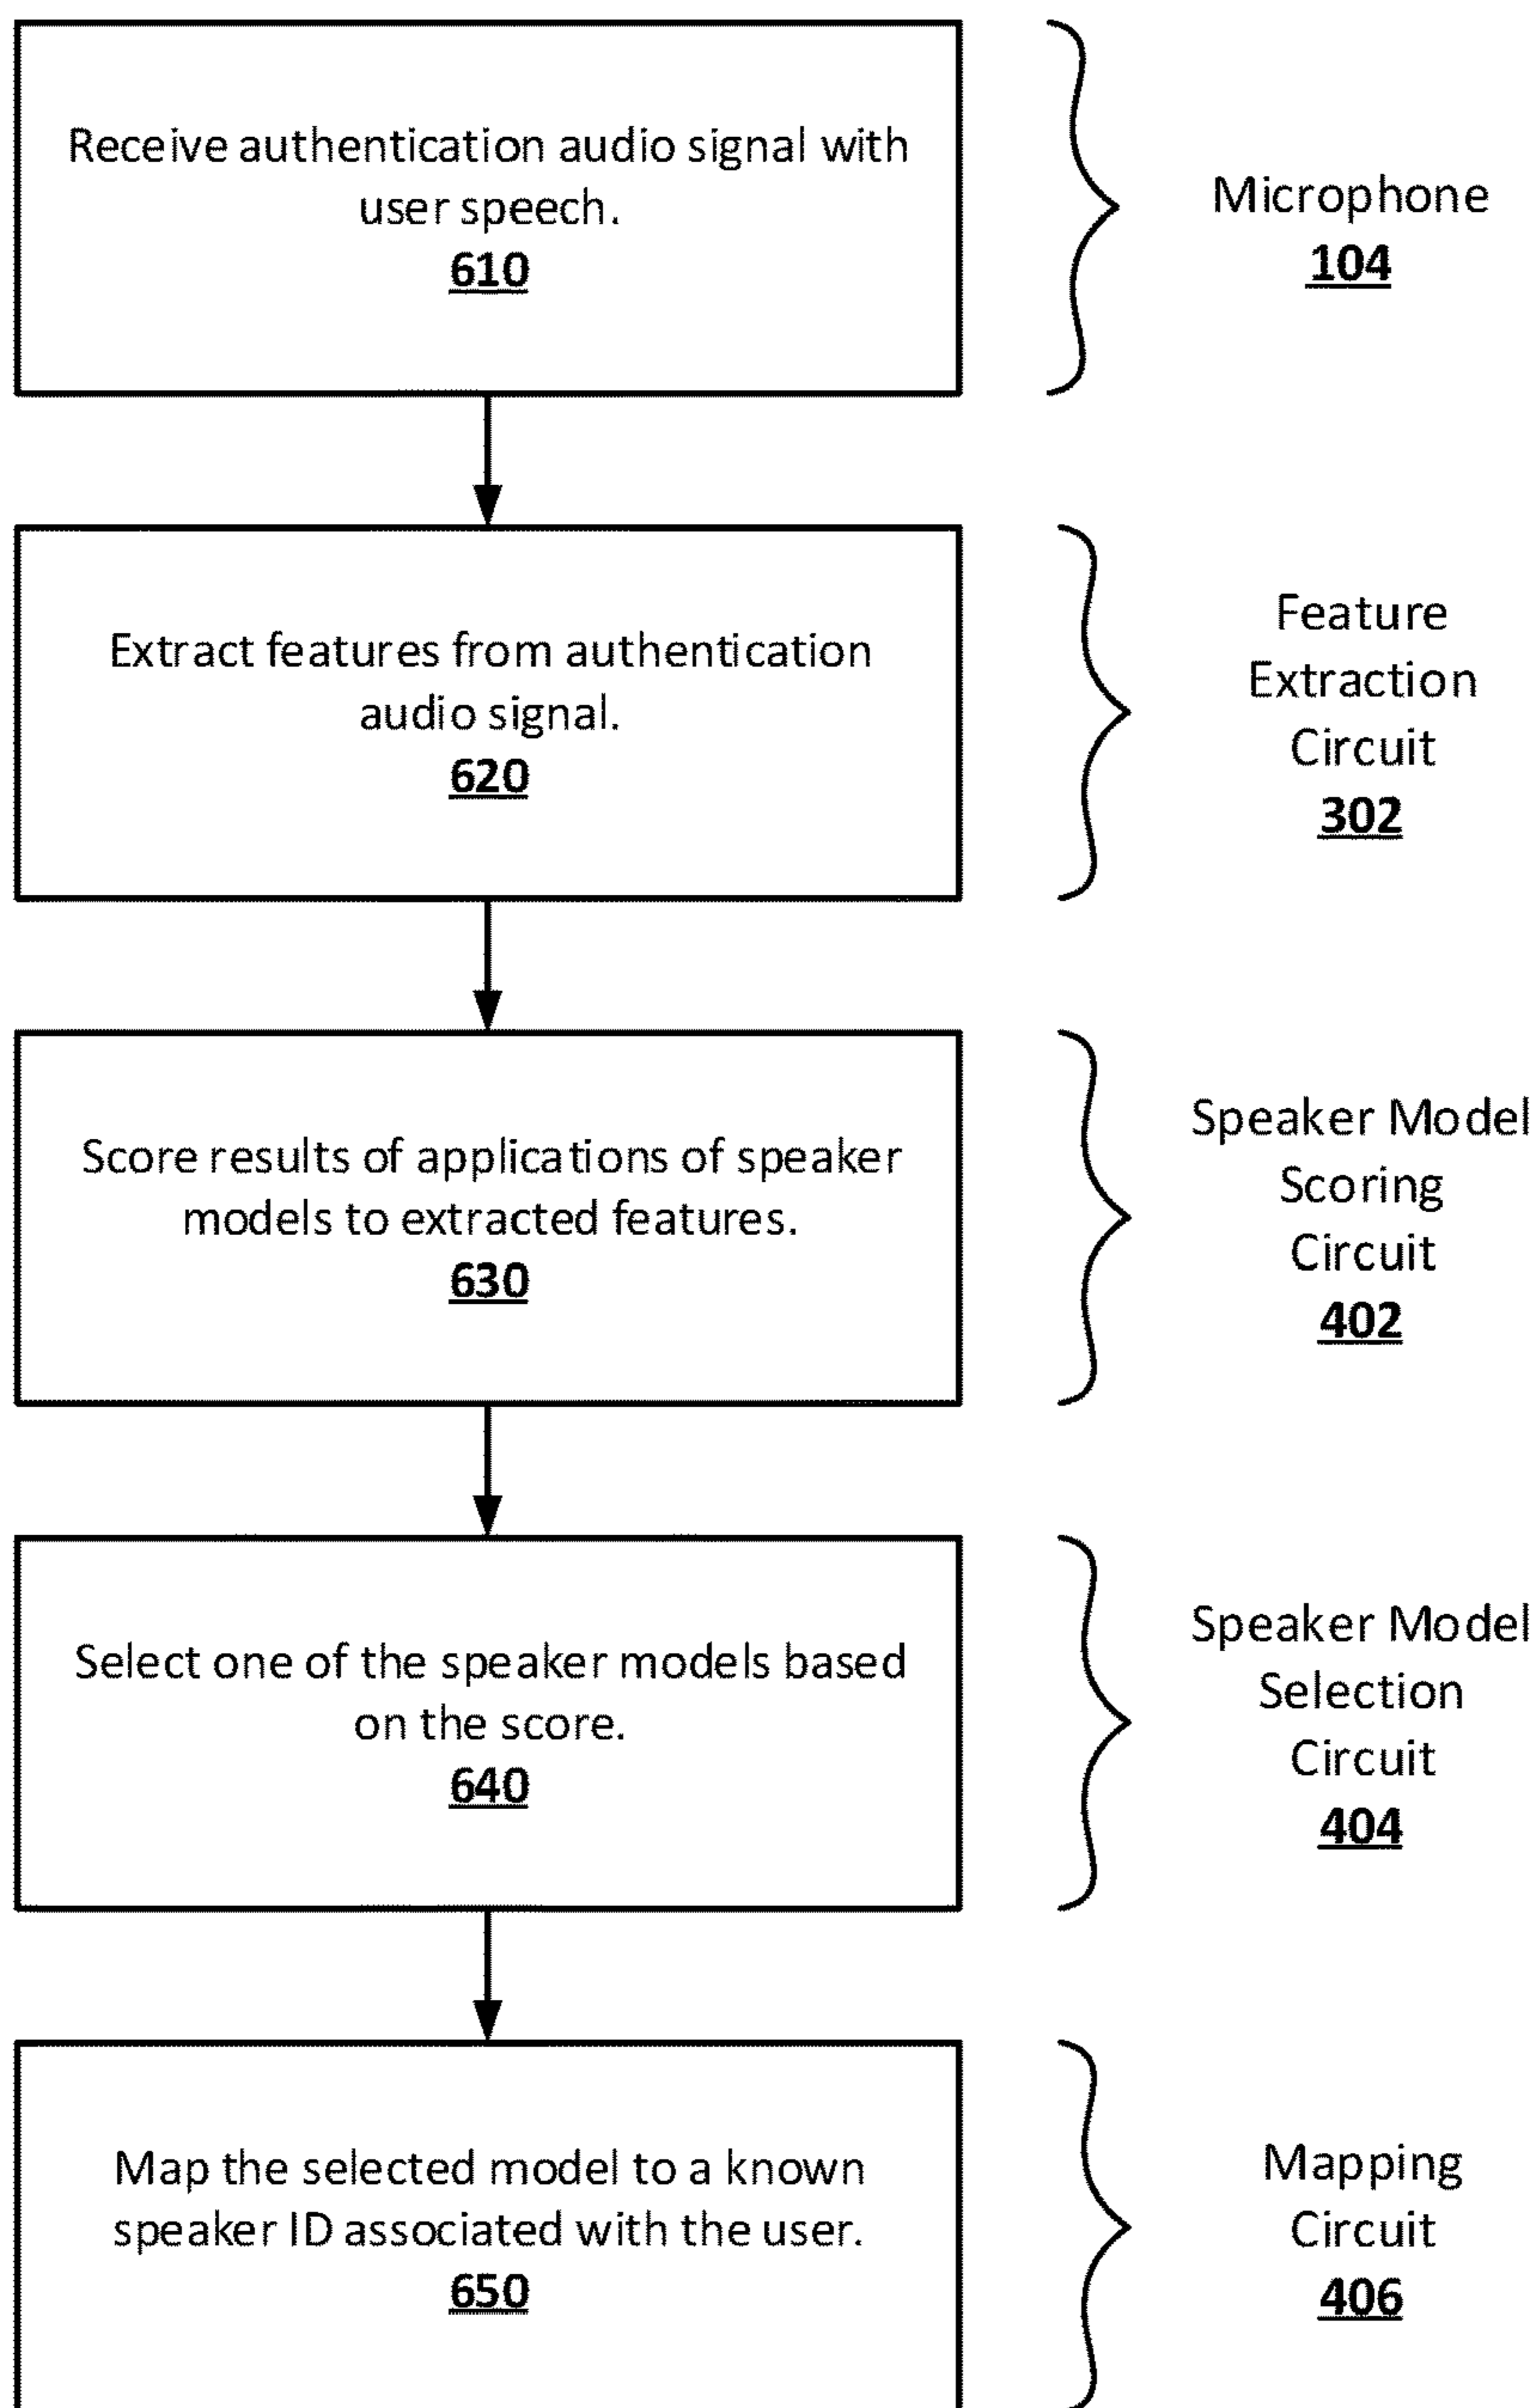 Receive authentication audio signal with
user speech.
610
Microphone
104
Extract features from authentication
audio signal.
620
Feature
Extraction
Circuit
302
Score results of applications of speaker
models to extracted features.
630
Speaker Model
Scoring
Circuit
402
Select one of the speaker models based
on the score.
640
Speaker Model
Selection
Circuit
404
Map the selected model to a known
speaker ID associated with the user.
650
Mapping
Circuit
406